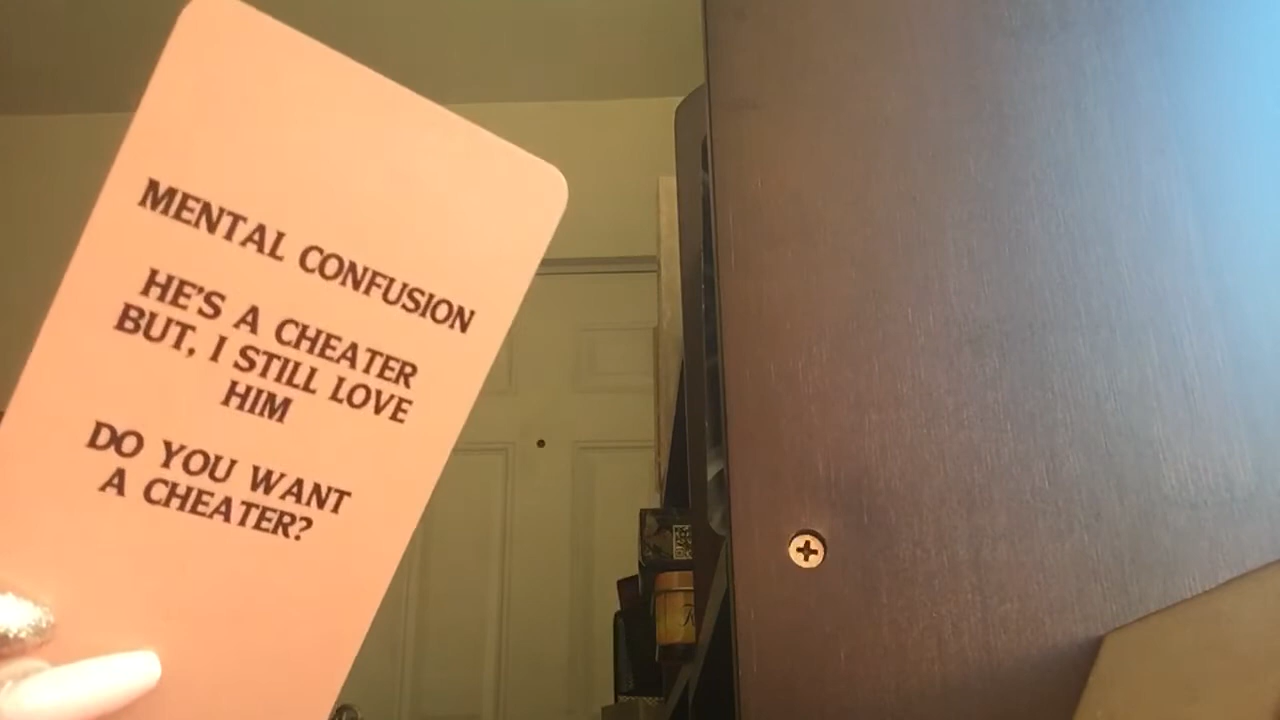 MENTAL CONFUSION
HE'S A CHEATER
BUT, I STILL LOVE
HIM
DO YOU WANT
A CHEATER?